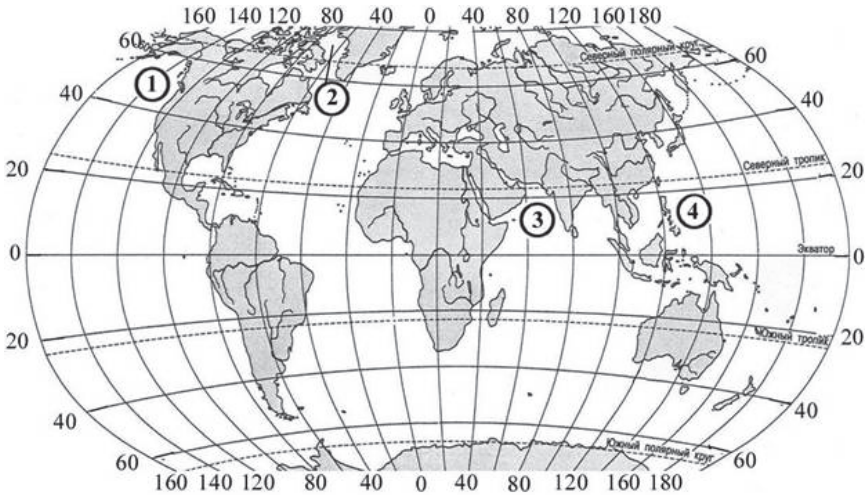 160 140 120 80 40 0 40 80 120 160 180
60 Северный полярный круг 60
1
2
40 40
20 Северный тропик 20
3 4
0 Экватор 0
20 Южный тропик 20
40 40
60 Южный полярный круг 60
160 140 120 80 40 0 40 80 120 160 180